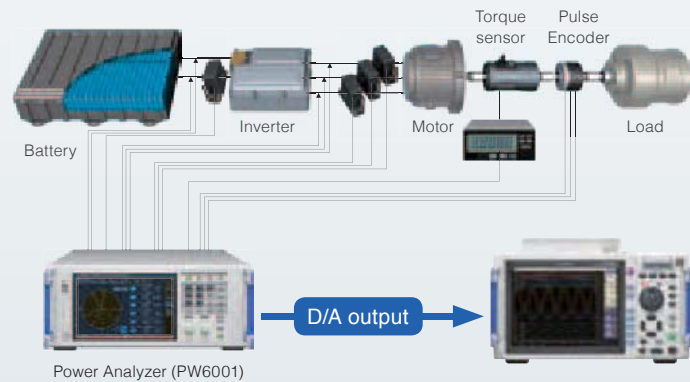 Torque
sensor
Pulse
Encoder
Battery
Inverter
Motor
Load
D/A output
Power Analyzer (PW6001)